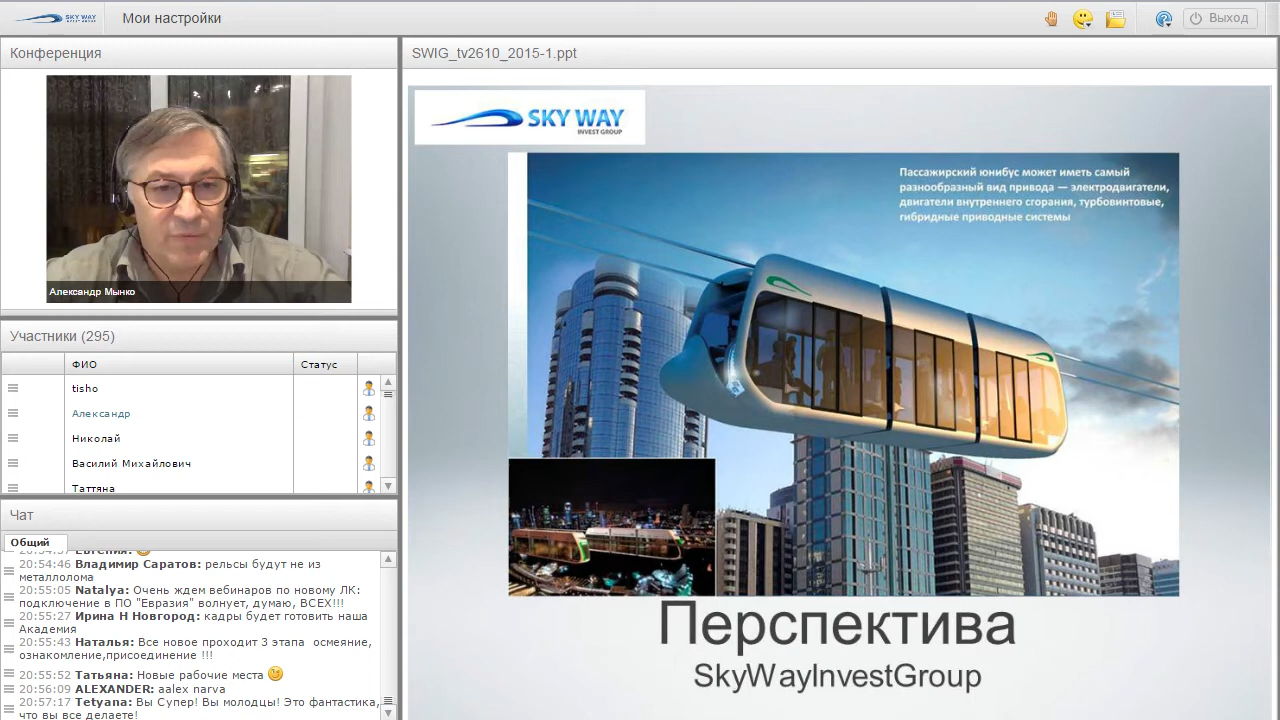 SKY WAY
INVEST GROUP
Мои настройки
Выход
Конференция
Александр Мынко
Участники (295)
ФИО
Статус
tisho
Александр
Николай
Василий Михайлович
Таттяна
Чат
Общий
20:54:37 Евгения:
20:54:46 Владимир Саратов: рельсы будут не из
металлолома
20:55:05 Natalya: Очень ждем вебинаров по новому ЛК:
подключение в ПО "Евразия" волнует, думаю, ВСЕХ!!!
20:55:27 Ирина Н Новгород: кадры будет готовить наша
Академия
20:55:43 Наталья: Все новое проходит 3 этапа осмеяние,
ознакомление,присоединение !!!
20:55:52 Татьяна: Новые рабочие места
20:56:09 ALEXANDER: aalex narva
20:57:17 Tetyana: Вы Супер! Вы молодцы! Это фантастика,
что вы все делаете!
SWIG_tv2610_2015-1.ppt
SKY WAY
INVEST GROUP
Пассажирский юнибус может иметь самый
разнообразный вид привода — электродвигатели,
двигатели внутреннего сгорания, турбовинтовые,
гибридные приводные системы
Перспектива
SkyWayInvestGroup